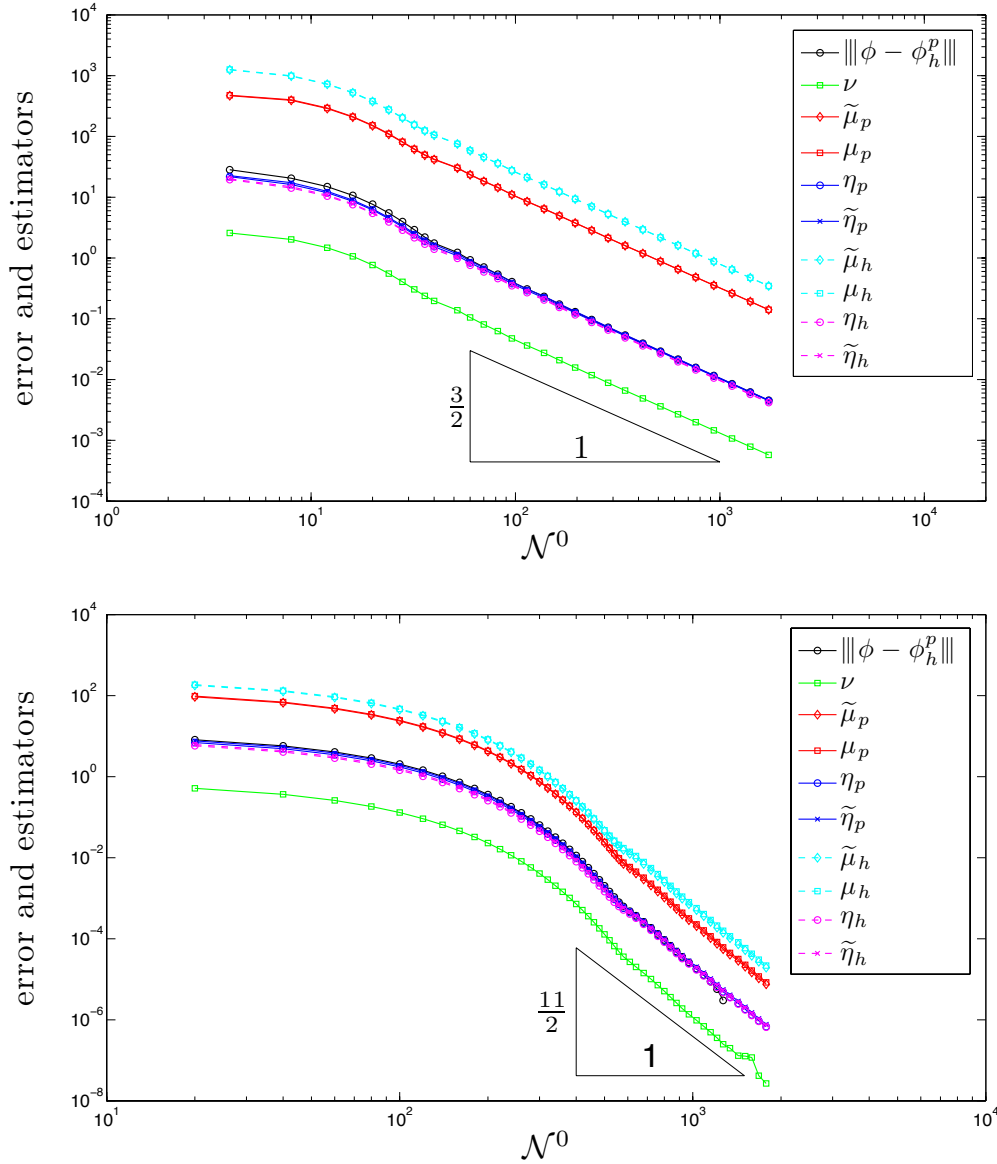 error and estimators
10^4
10^3
10^2
10^1
10^0
10^{-1}
10^{-2}
10^{-3}
10^{-4}
10^0
10^1
10^2
10^3
10^4
𝒩^0
3/2
1
|||ϕ − ϕ_h^p|||
ν
μ̃_p
μ_p
η_p
η̃_p
μ̃_h
μ_h
η_h
η̃_h
error and estimators
10^4
10^2
10^0
10^{-2}
10^{-4}
10^{-6}
10^{-8}
10^1
10^2
10^3
10^4
𝒩^0
11/2
1
|||ϕ − ϕ_h^p|||
ν
μ̃_p
μ_p
η_p
η̃_p
μ̃_h
μ_h
η_h
η̃_h